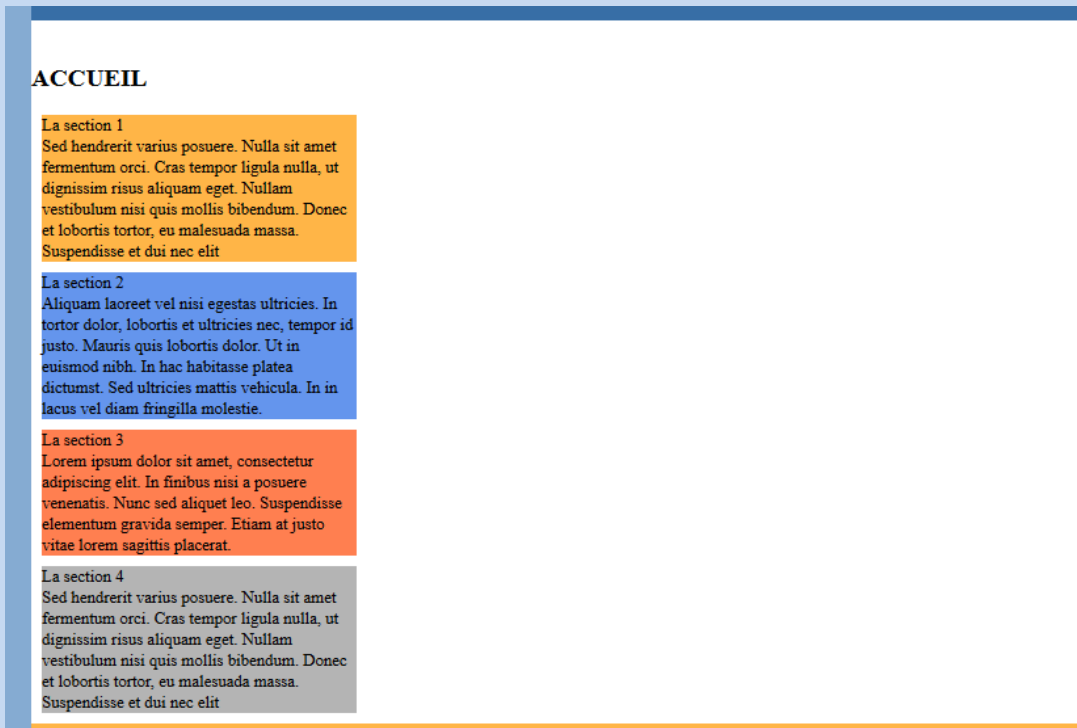 ACCUEIL
La section 1
Sed hendrerit varius posuere. Nulla sit amet
fermentum orci. Cras tempor ligula nulla, ut
dignissim risus aliquam eget. Nullam
vestibulum nisi quis mollis bibendum. Donec
et lobortis tortor, eu malesuada massa.
Suspendisse et dui nec elit
La section 2
Aliquam laoreet vel nisi egestas ultricies. In
tortor dolor, lobortis et ultricies nec, tempor id
justo. Mauris quis lobortis dolor. Ut in
euismod nibh. In hac habitasse platea
dictumst. Sed ultricies mattis vehicula. In in
lacus vel diam fringilla molestie.
La section 3
Lorem ipsum dolor sit amet, consectetur
adipiscing elit. In finibus nisi a posuere
venenatis. Nunc sed aliquet leo. Suspendisse
elementum gravida semper. Etiam at justo
vitae lorem sagittis placerat.
La section 4
Sed hendrerit varius posuere. Nulla sit amet
fermentum orci. Cras tempor ligula nulla, ut
dignissim risus aliquam eget. Nullam
vestibulum nisi quis mollis bibendum. Donec
et lobortis tortor, eu malesuada massa.
Suspendisse et dui nec elit